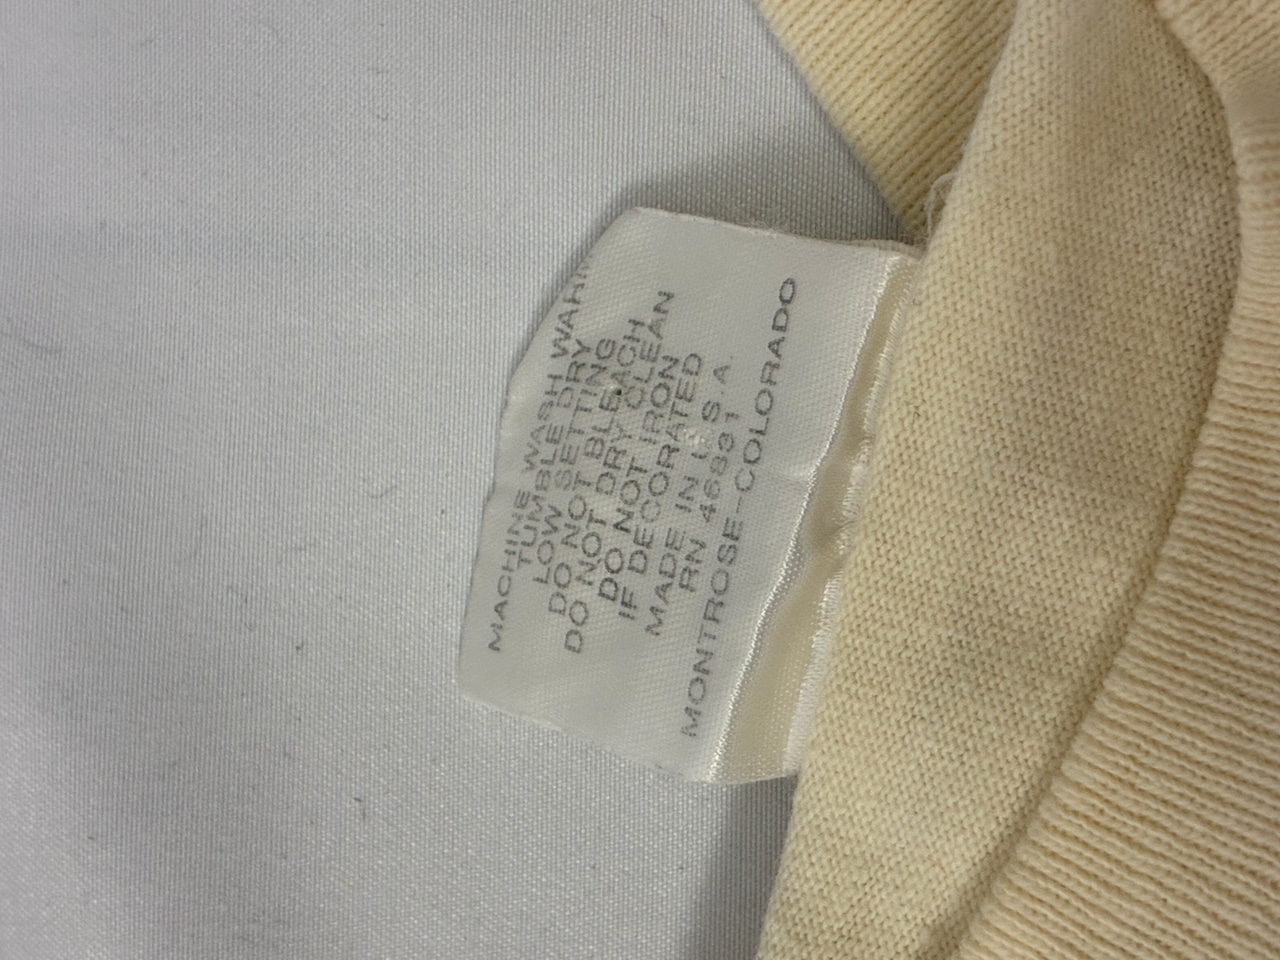 MACHINE WASH WARM
TUMBLE DRY
LOW SETTING
DO NOT BLEACH
DO NOT DRY CLEAN
DO NOT IRON
IF DECORATED
MADE IN U.S.A.
RN
MONTROSE-COLORADO